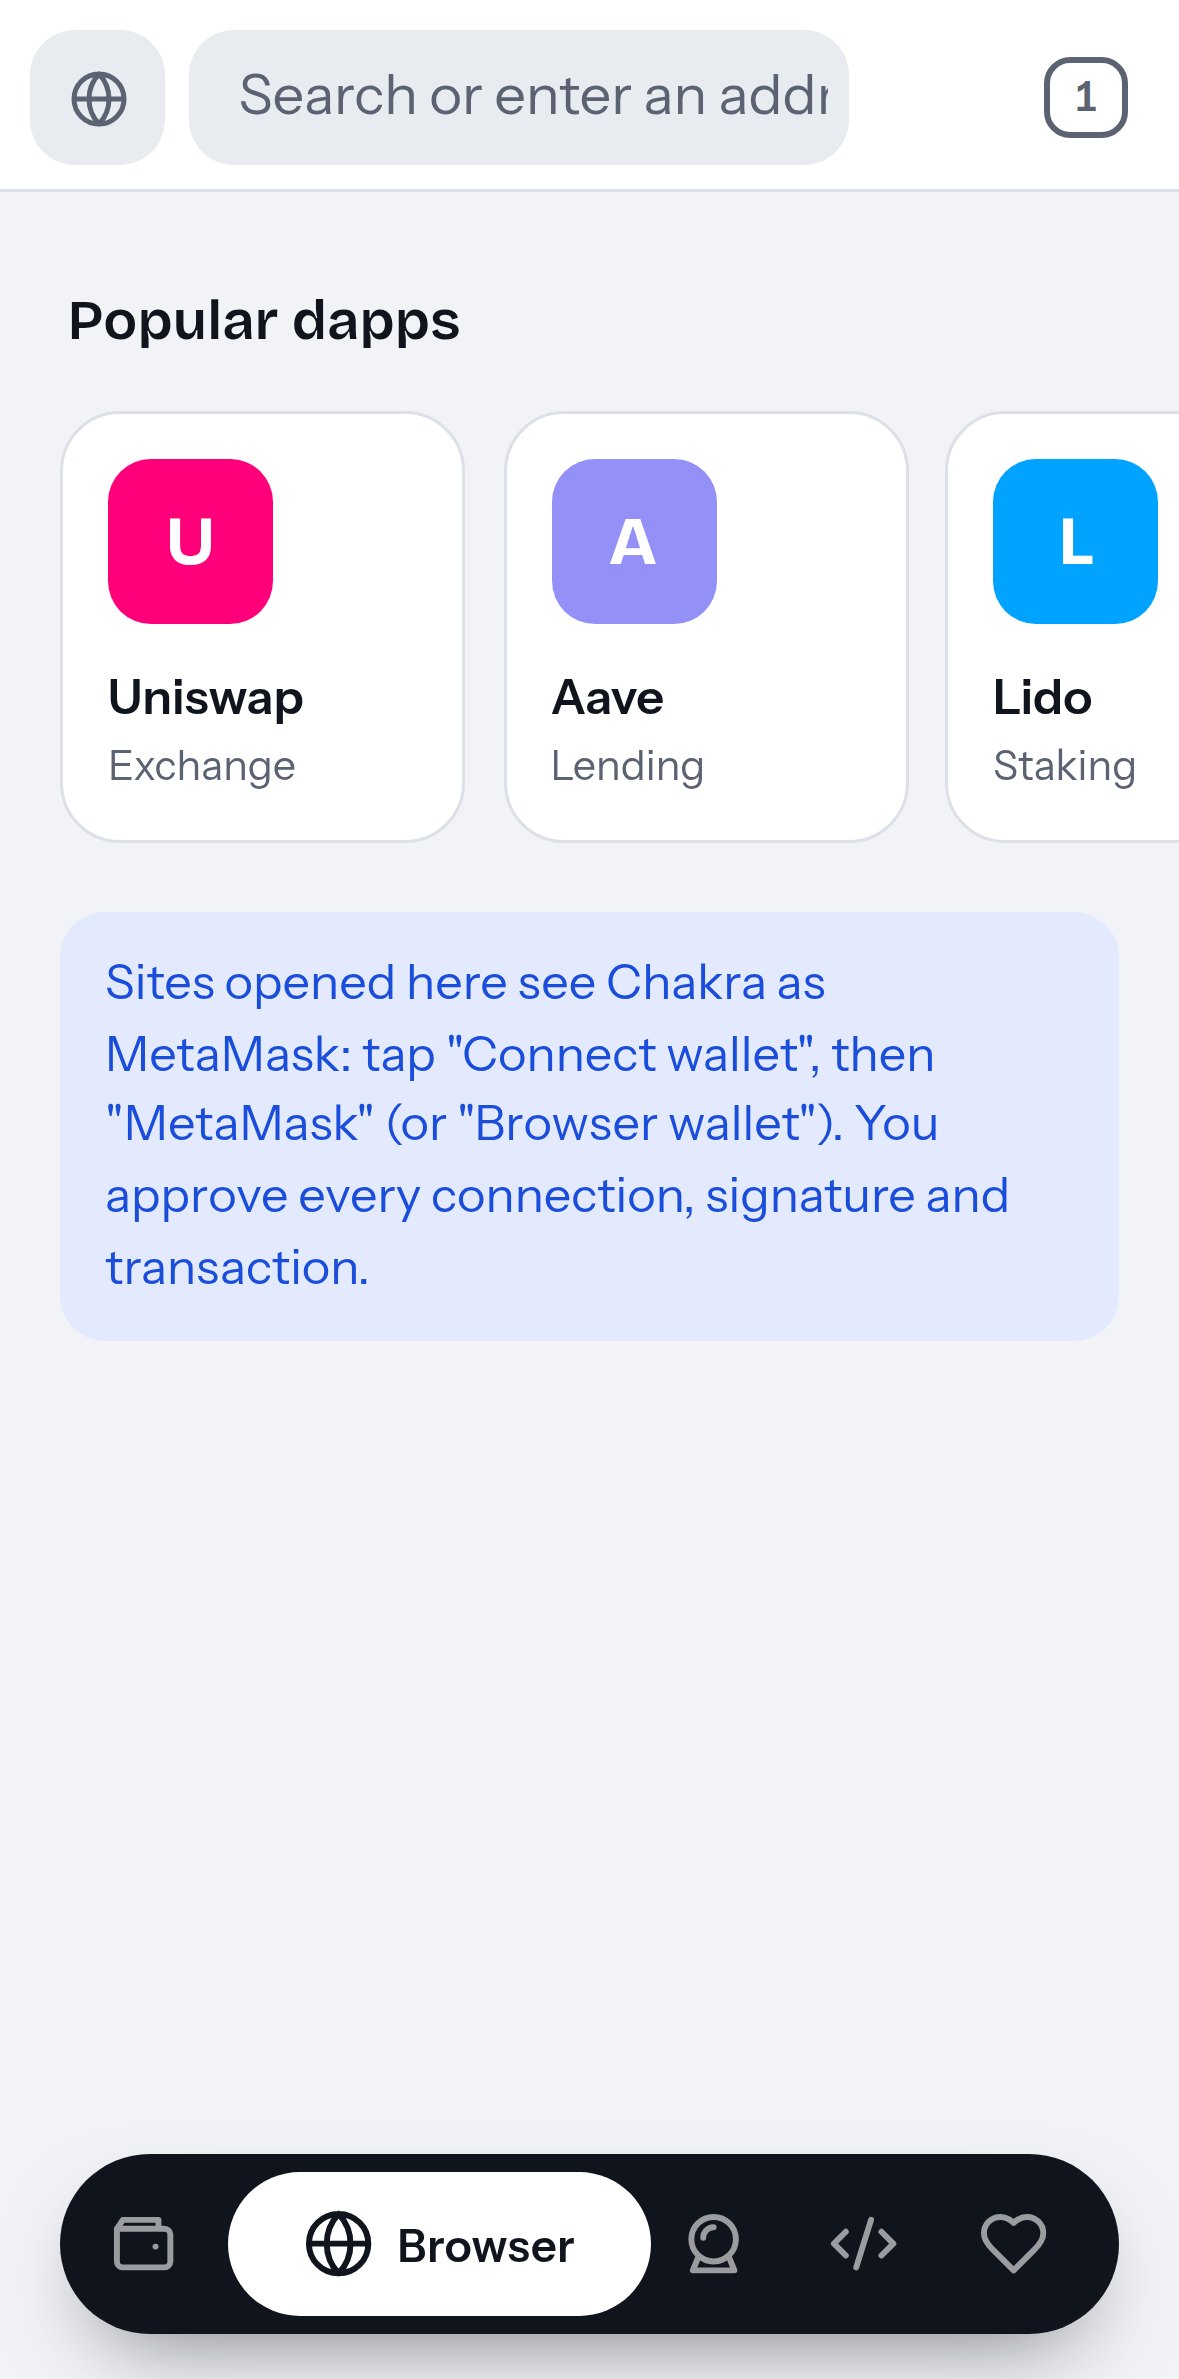 Search or enter an addr
1
Popular dapps
U
A
L
Uniswap
Aave
Lido
Exchange
Lending
Staking
Sites opened here see Chakra as
MetaMask: tap "Connect wallet", then
"MetaMask" (or "Browser wallet"). You
approve every connection, signature and
transaction.
Browser